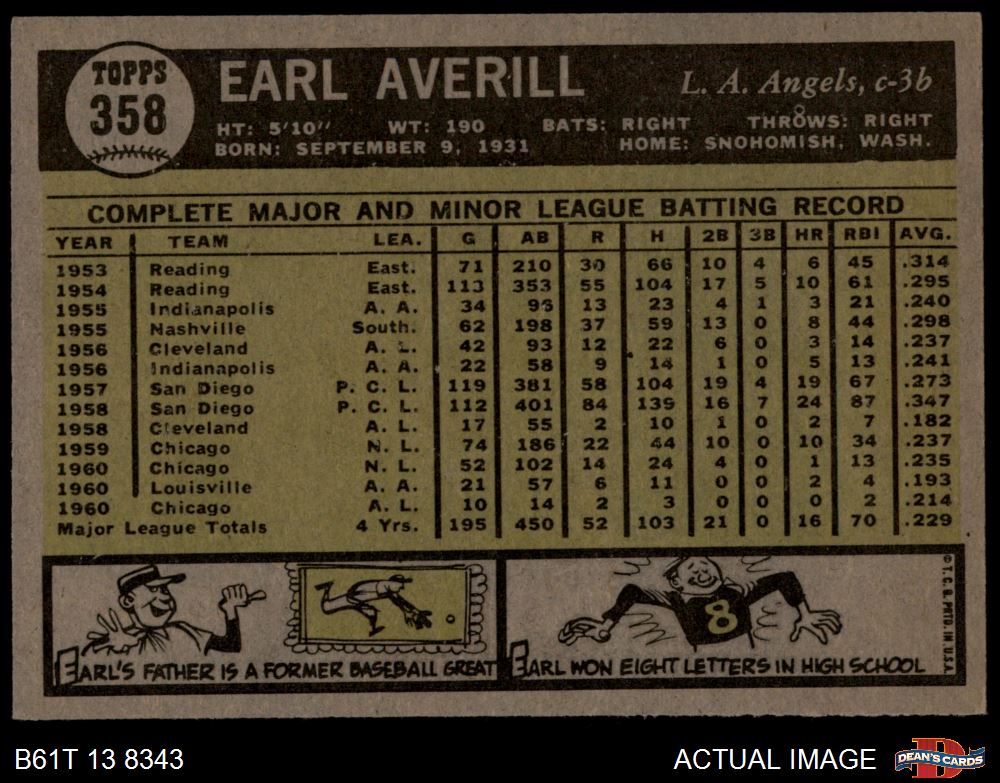 TOPPS
358
EARL AVERILL
L. A. Angels, c-3b
HT: 5'10" WT: 190 BATS: RIGHT THROWS: RIGHT
BORN: SEPTEMBER 9, 1931 HOME: SNOHOMISH, WASH.
COMPLETE MAJOR AND MINOR LEAGUE BATTING RECORD
YEAR TEAM LEA. G AB R H 2B 3B HR RBI AVG.
1953 Reading East. 71 210 30 66 10 4 6 45 .314
1954 Reading East. 113 353 55 104 17 5 10 61 .295
1955 Indianapolis A. A. 34 96 13 23 4 1 3 21 .240
1955 Nashville South. 62 198 37 59 13 0 8 44 .298
1956 Cleveland A. L. 42 93 12 22 6 0 3 14 .237
1956 Indianapolis A. A. 22 58 9 14 1 0 5 13 .241
1957 San Diego P. C. L. 119 381 58 104 19 4 19 67 .273
1958 San Diego P. C. L. 112 401 84 139 16 7 24 87 .347
1958 Cleveland A. L. 17 55 2 10 1 0 2 7 .182
1959 Chicago N. L. 74 186 22 44 10 0 10 34 .237
1960 Chicago N. L. 52 102 14 24 4 0 1 13 .235
1960 Louisville A. A. 21 57 6 11 0 0 2 4 .193
1960 Chicago A. L. 10 14 2 3 0 0 0 2 .214
Major League Totals 4 Yrs. 195 450 52 103 21 0 16 70 .229
EARL'S FATHER IS A FORMER BASEBALL GREAT
8
EARL WON EIGHT LETTERS IN HIGH SCHOOL
© T. C. G. PRTD. IN U.S.A.
B61T 13 8343
ACTUAL IMAGE
D
DEAN'S CARDS